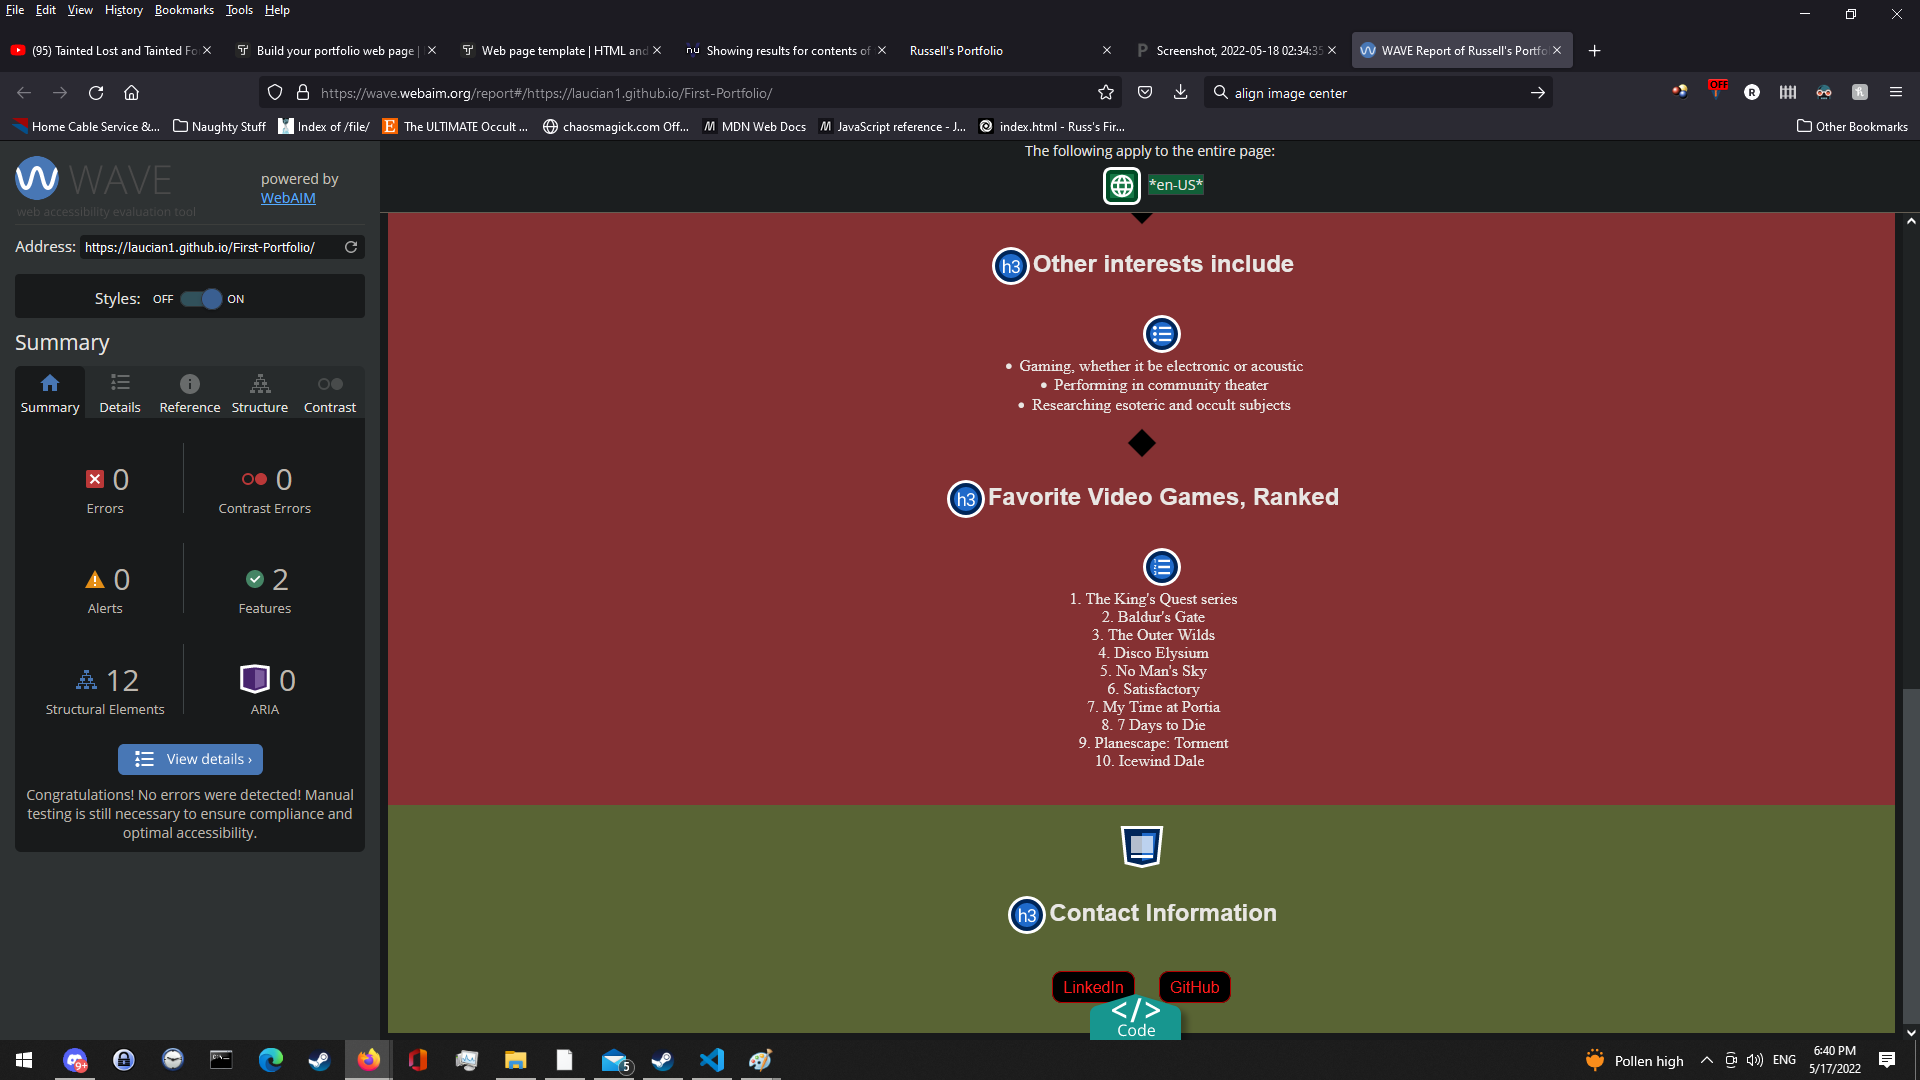 File Edit View History Bookmarks Tools Help
(95) Tainted Lost and Tainted Fo
Build your portfolio web page |
Web page template | HTML and
nu Showing results for contents of
Russell's Portfolio
Screenshot, 2022-05-18 02:34:35
WAVE Report of Russell's Portfo
https://wave.webaim.org/report#/https://laucian1.github.io/First-Portfolio/
align image center
OFF
R
Home Cable Service &...
Naughty Stuff
Index of /file/
E The ULTIMATE Occult ...
chaosmagick.com Off...
M MDN Web Docs
M JavaScript reference - J...
index.html - Russ's Fir...
Other Bookmarks
WAVE
web accessibility evaluation tool
powered by
WebAIM
Address: https://laucian1.github.io/First-Portfolio/
Styles: OFF ON
Summary
Summary Details Reference Structure Contrast
0
Errors
0
Contrast Errors
0
Alerts
2
Features
12
Structural Elements
0
ARIA
View details ›
Congratulations! No errors were detected! Manual
testing is still necessary to ensure compliance and
optimal accessibility.
The following apply to the entire page:
*en-US*
h3 Other interests include
• Gaming, whether it be electronic or acoustic
• Performing in community theater
• Researching esoteric and occult subjects
h3 Favorite Video Games, Ranked
1. The King's Quest series
2. Baldur's Gate
3. The Outer Wilds
4. Disco Elysium
5. No Man's Sky
6. Satisfactory
7. My Time at Portia
8. 7 Days to Die
9. Planescape: Torment
10. Icewind Dale
h3 Contact Information
LinkedIn GitHub
</>
Code
9+
5
Pollen high
ENG
6:40 PM
5/17/2022